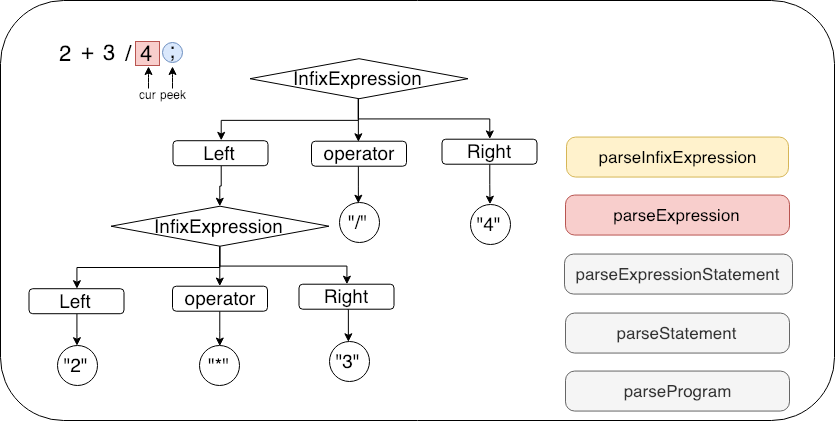 2 + 3 / 4 ;
cur peek
InfixExpression
Left
operator
Right
InfixExpression
"/"
"4"
Left
operator
Right
"2"
"*"
"3"
parseInfixExpression
parseExpression
parseExpressionStatement
parseStatement
parseProgram